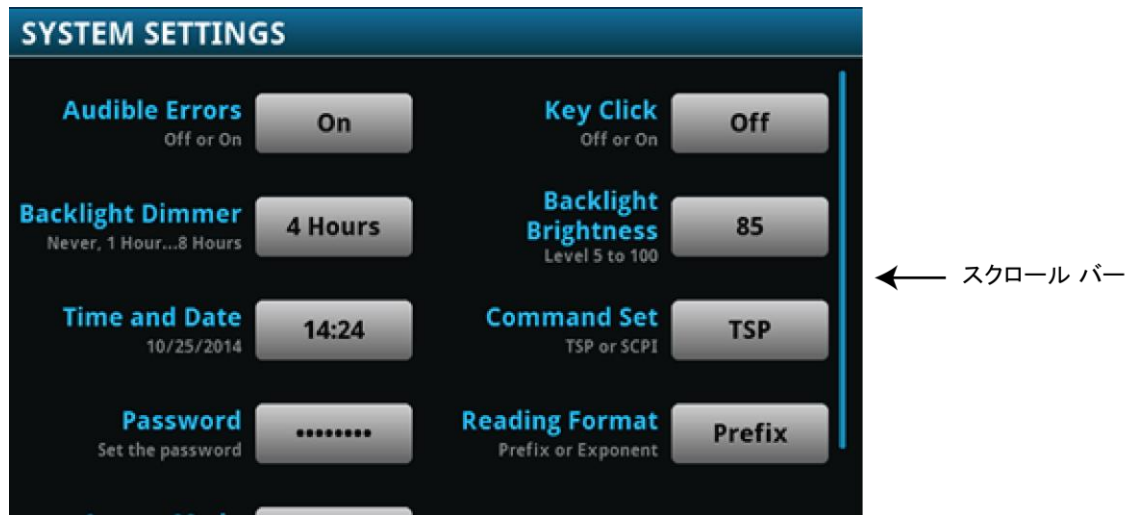 SYSTEM SETTINGS
Audible Errors
Off or On
On
Key Click
Off or On
Off
Backlight Dimmer
Never, 1 Hour...8 Hours
4 Hours
Backlight
Brightness
Level 5 to 100
85
スクロール バー
Time and Date
10/25/2014
14:24
Command Set
TSP or SCPI
TSP
Password
Set the password
••••••••
Reading Format
Prefix or Exponent
Prefix